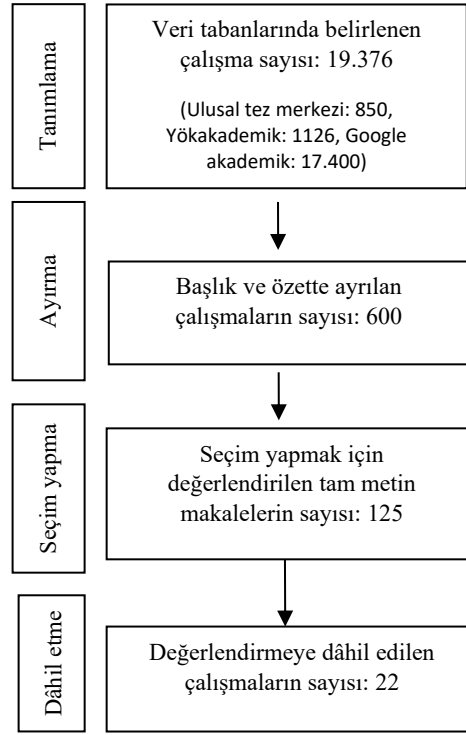 Tanımlama
Veri tabanlarında belirlenen
çalışma sayısı: 19.376
(Ulusal tez merkezi: 850,
Yökakademik: 1126, Google
akademik: 17.400)
Ayırma
Başlık ve özette ayrılan
çalışmaların sayısı: 600
Seçim yapma
Seçim yapmak için
değerlendirilen tam metin
makalelerin sayısı: 125
Dâhil etme
Değerlendirmeye dâhil edilen
çalışmaların sayısı: 22